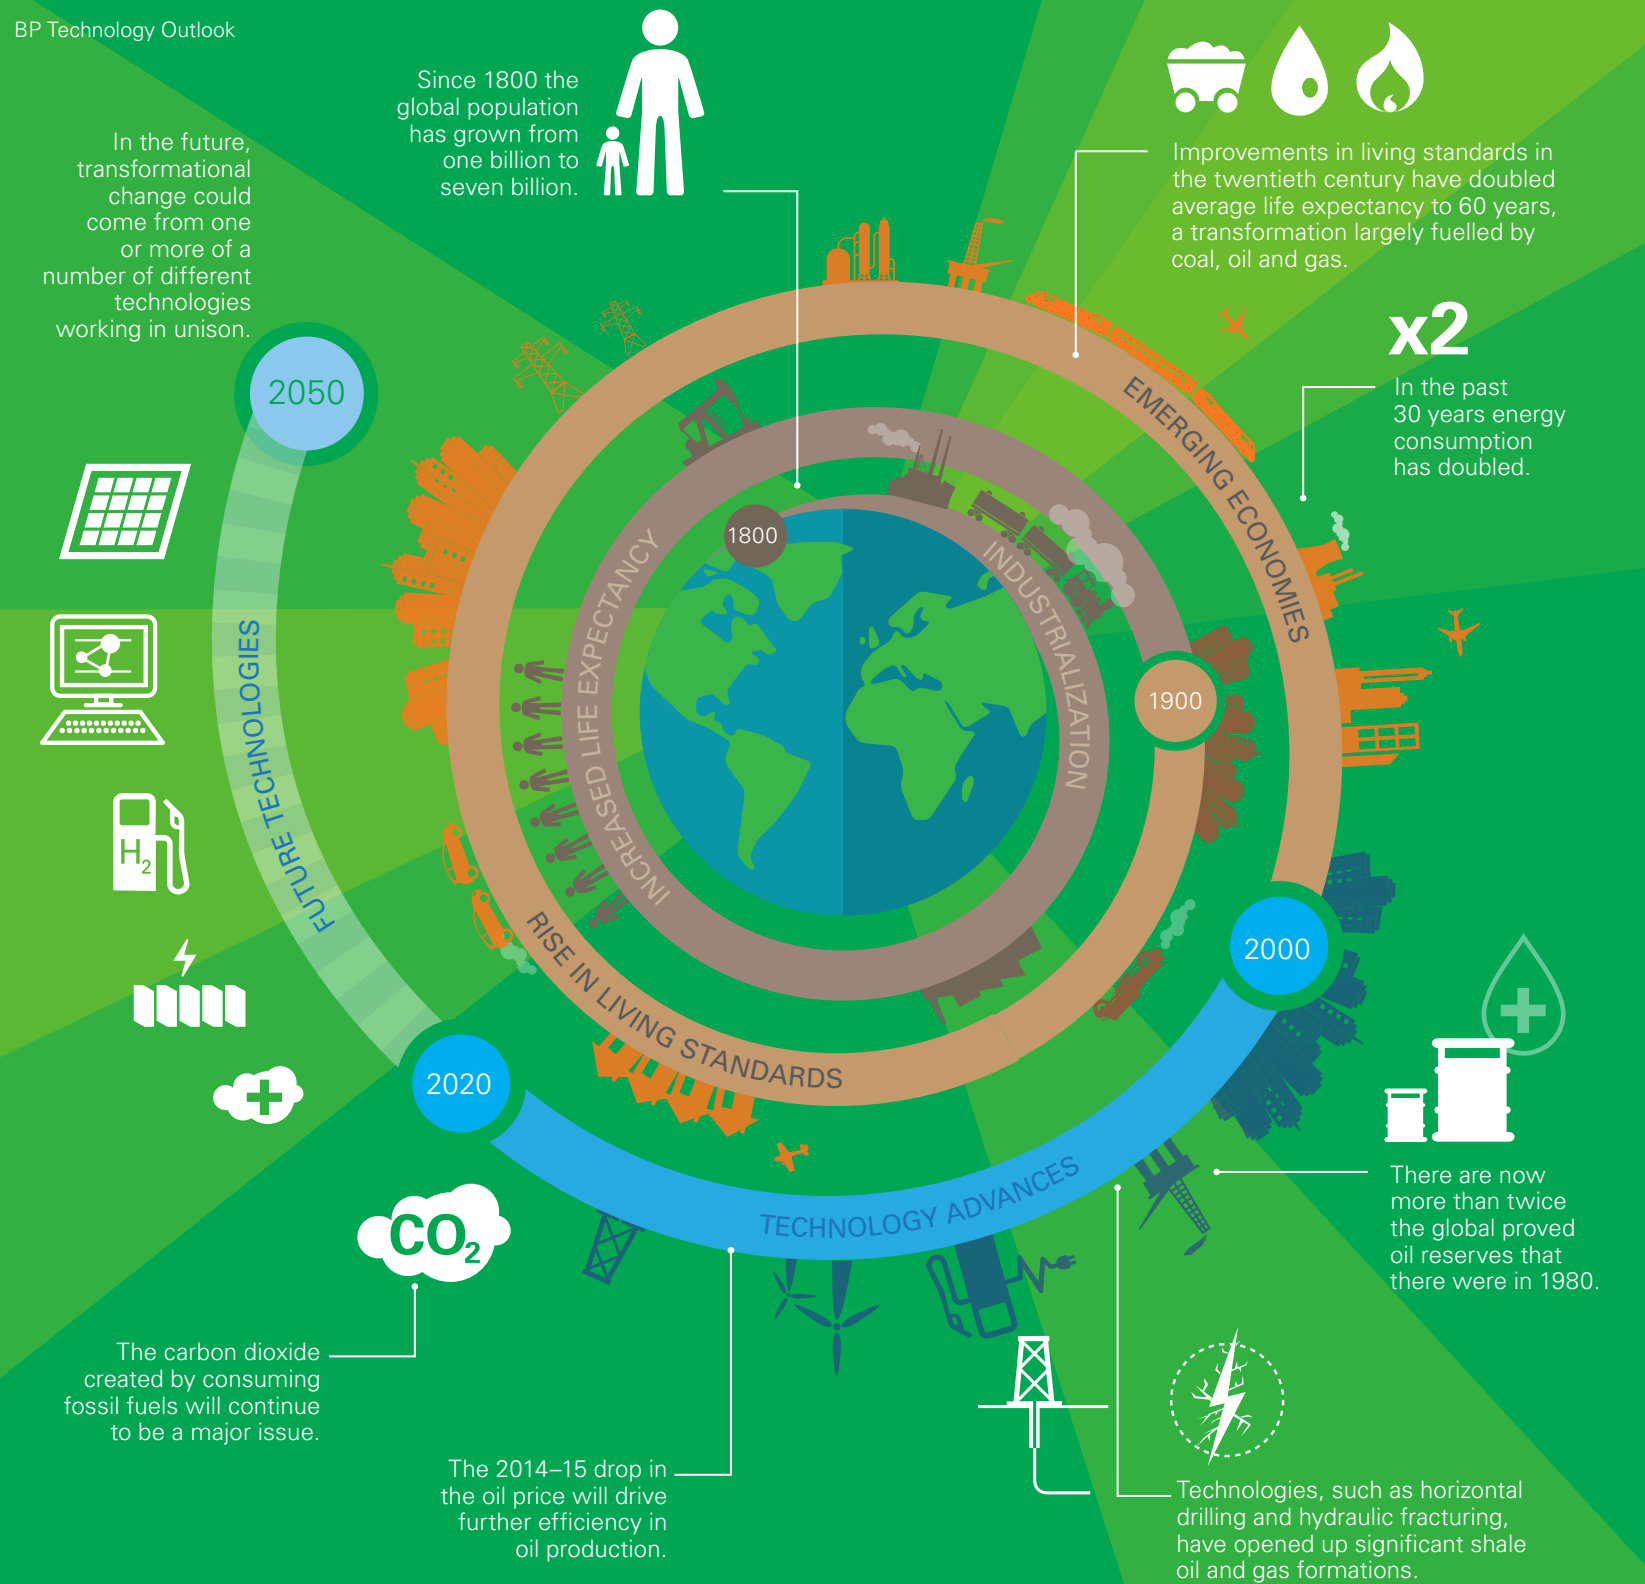 BP Technology Outlook
Since 1800 the
global population
has grown from
one billion to
seven billion.
In the future,
transformational
change could
come from one
or more of a
number of different
technologies
working in unison.
Improvements in living standards in
the twentieth century have doubled
average life expectancy to 60 years,
a transformation largely fuelled by
coal, oil and gas.
x2
In the past
30 years energy
consumption
has doubled.
2050
1800
1900
2000
2020
INDUSTRIALIZATION
INCREASED LIFE EXPECTANCY
EMERGING ECONOMIES
RISE IN LIVING STANDARDS
TECHNOLOGY ADVANCES
FUTURE TECHNOLOGIES
H2
CO2
There are now
more than twice
the global proved
oil reserves that
there were in 1980.
The carbon dioxide
created by consuming
fossil fuels will continue
to be a major issue.
The 2014–15 drop in
the oil price will drive
further efficiency in
oil production.
Technologies, such as horizontal
drilling and hydraulic fracturing,
have opened up significant shale
oil and gas formations.